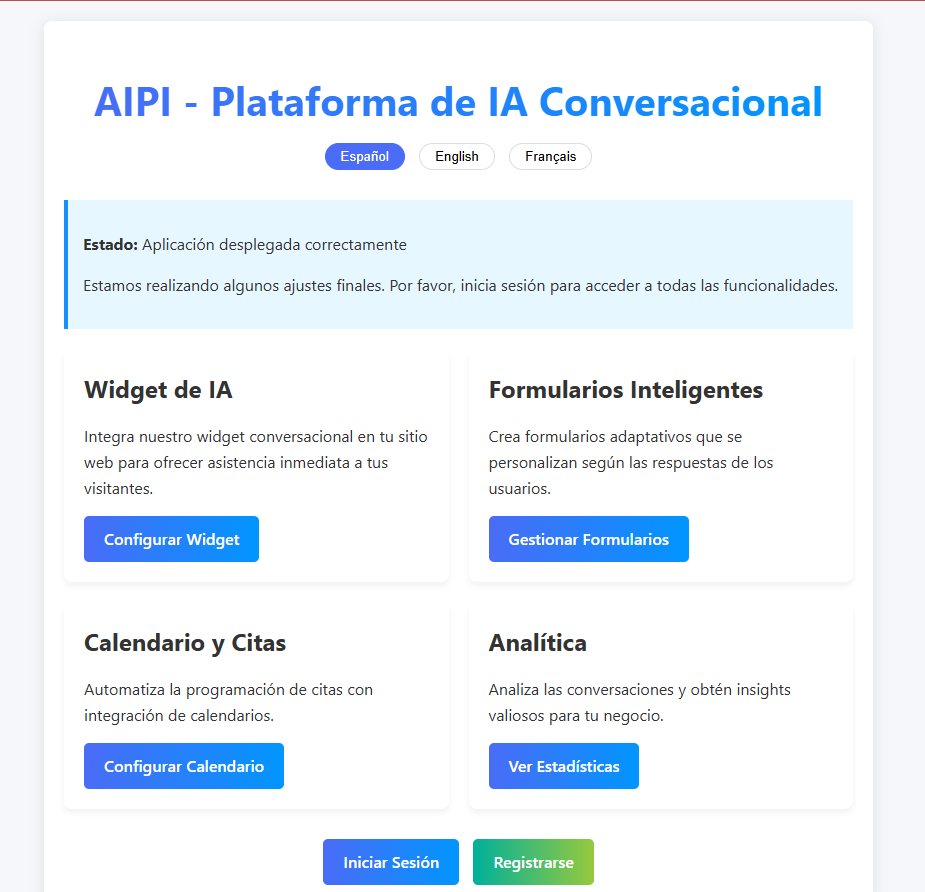 AIPI - Plataforma de IA Conversacional
Español English Français
Estado: Aplicación desplegada correctamente
Estamos realizando algunos ajustes finales. Por favor, inicia sesión para acceder a todas las funcionalidades.
Widget de IA
Integra nuestro widget conversacional en tu sitio
web para ofrecer asistencia inmediata a tus
visitantes.
Configurar Widget
Formularios Inteligentes
Crea formularios adaptativos que se
personalizan según las respuestas de los
usuarios.
Gestionar Formularios
Calendario y Citas
Automatiza la programación de citas con
integración de calendarios.
Configurar Calendario
Analítica
Analiza las conversaciones y obtén insights
valiosos para tu negocio.
Ver Estadísticas
Iniciar Sesión Registrarse